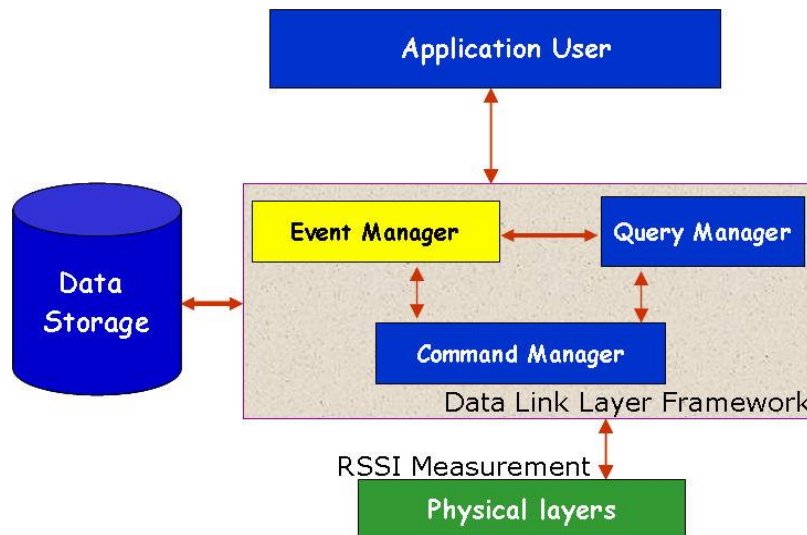 Application User
Event Manager
Query Manager
Data
Storage
Command Manager
Data Link Layer Framework
RSSI Measurement
Physical layers